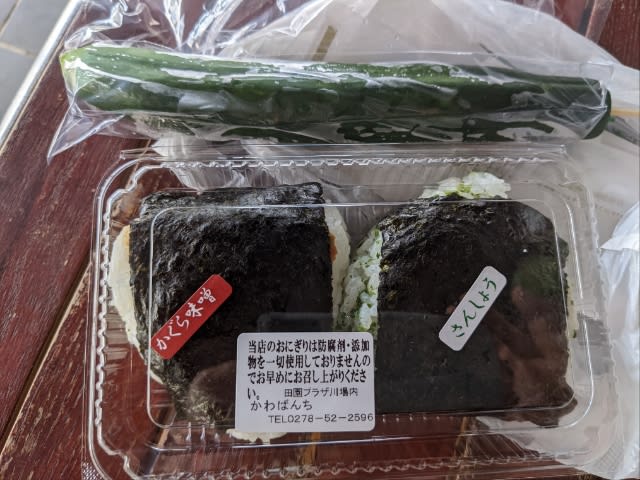 かぐら味噌
さんしょう
当店のおにぎりは防腐剤・添加
物を一切使用しておりませんの
でお早めにお召し上がりくださ
い。 田園プラザ川場内
かわばんち
TEL0278-52-2596